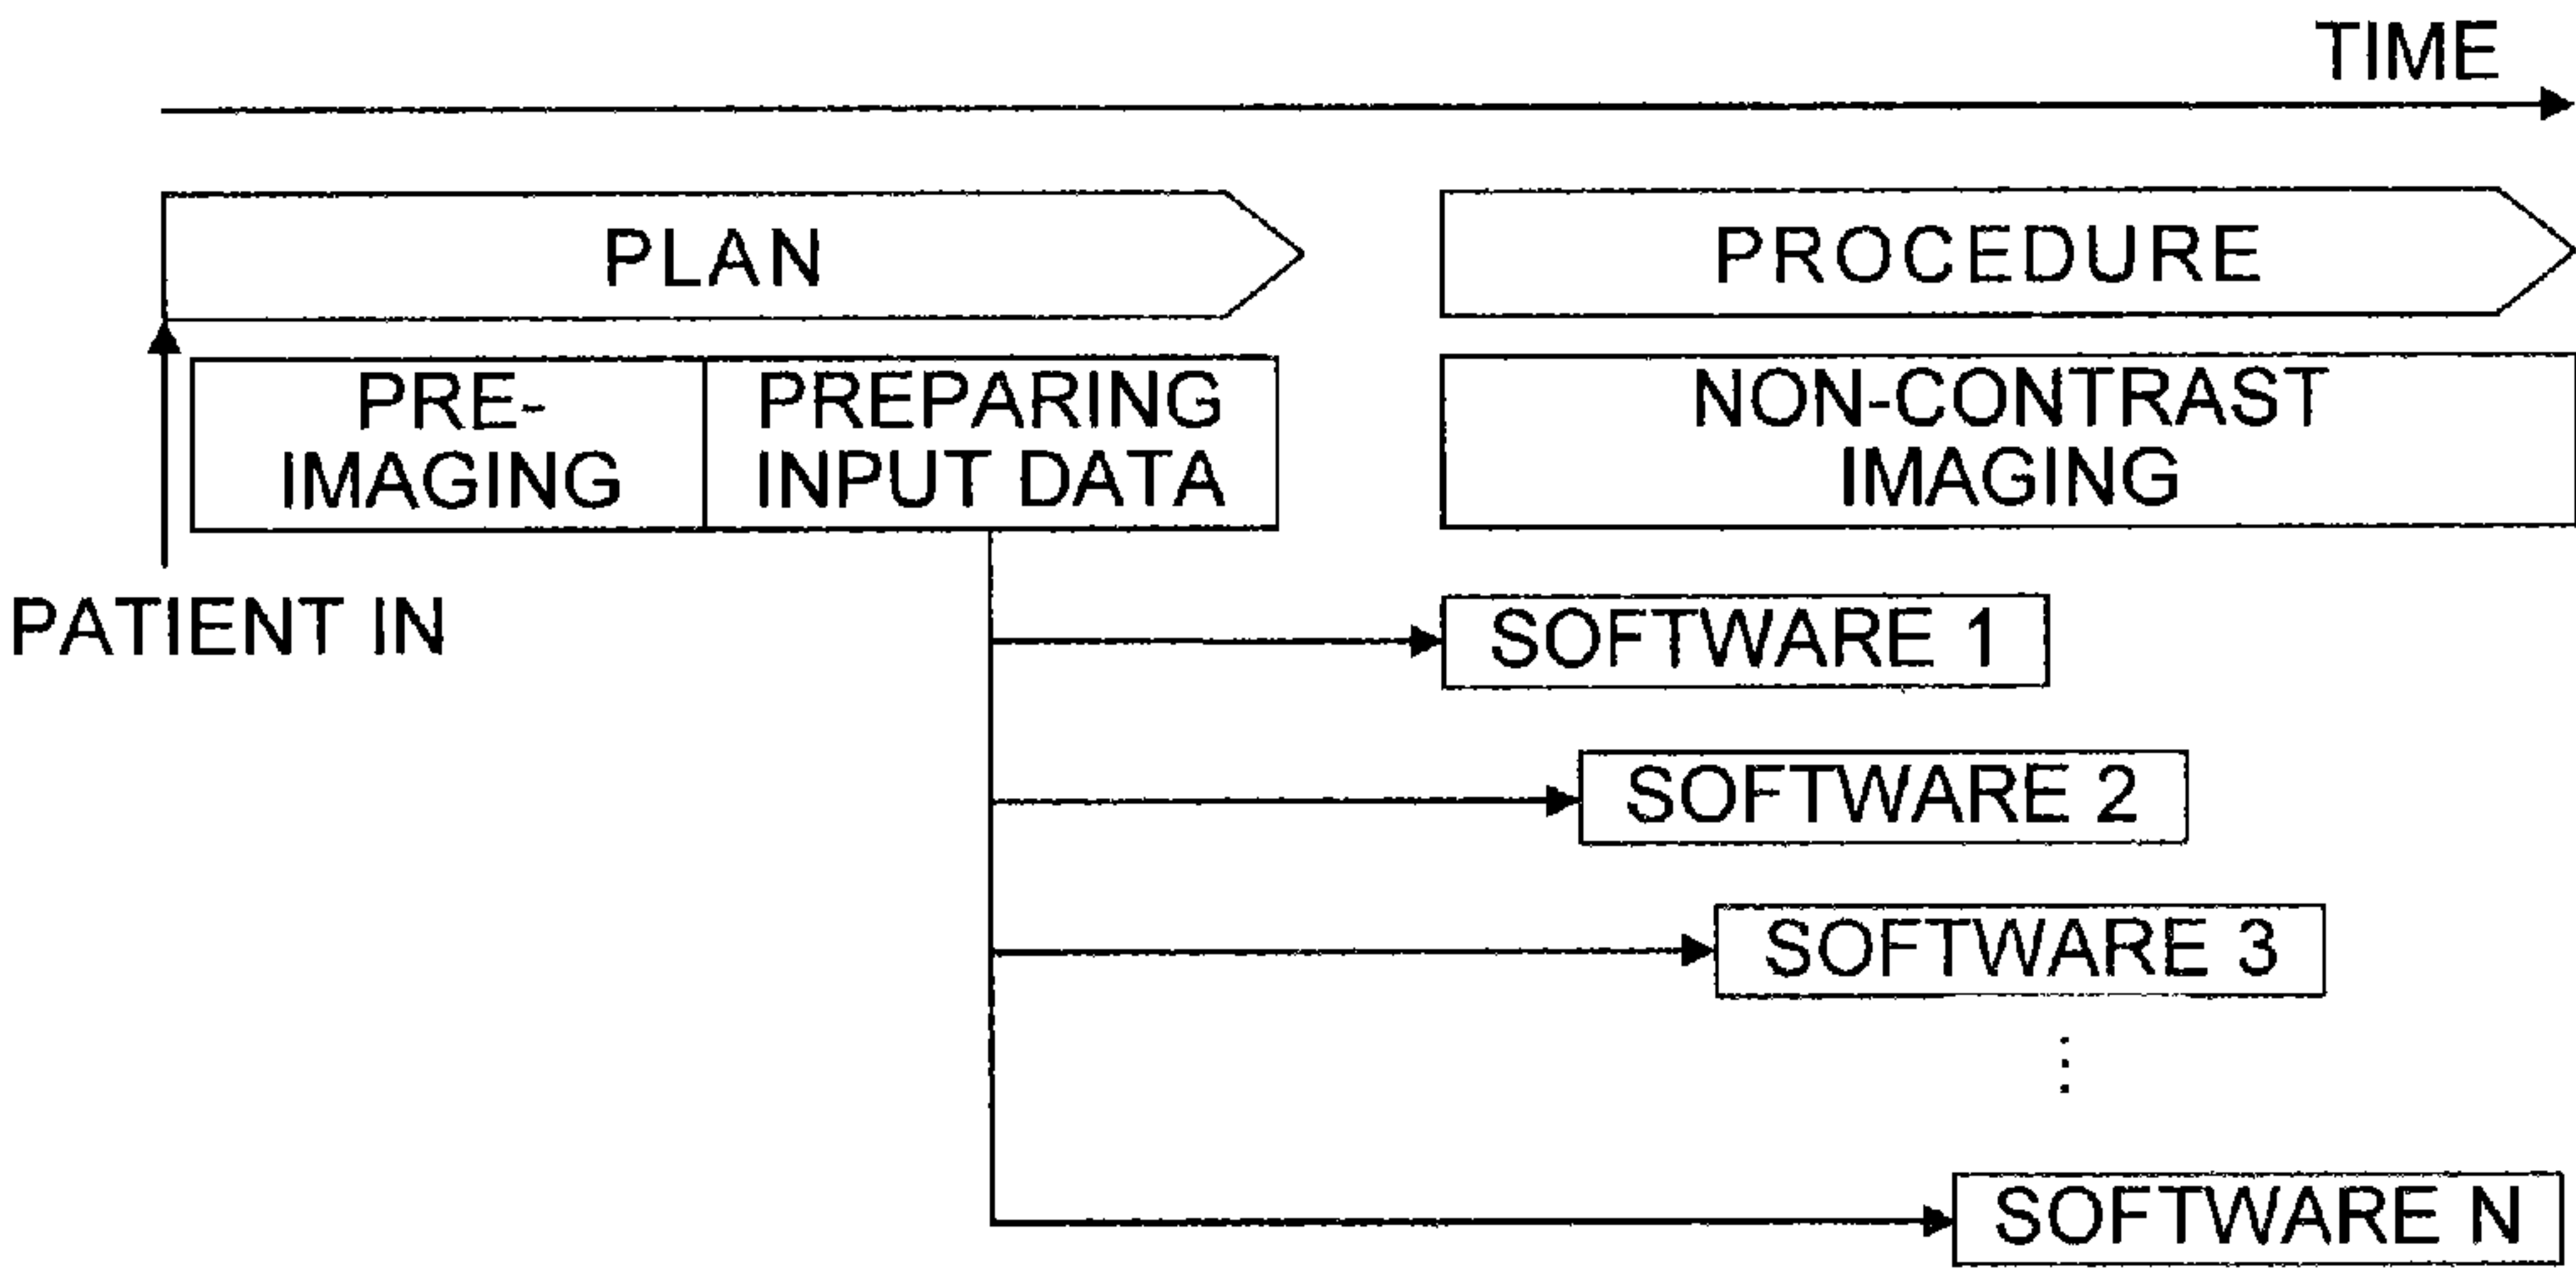 TIME
PLAN
PROCEDURE
PRE-
IMAGING
PREPARING
INPUT DATA
NON-CONTRAST
IMAGING
PATIENT IN
SOFTWARE 1
SOFTWARE 2
SOFTWARE 3
⋮
SOFTWARE N